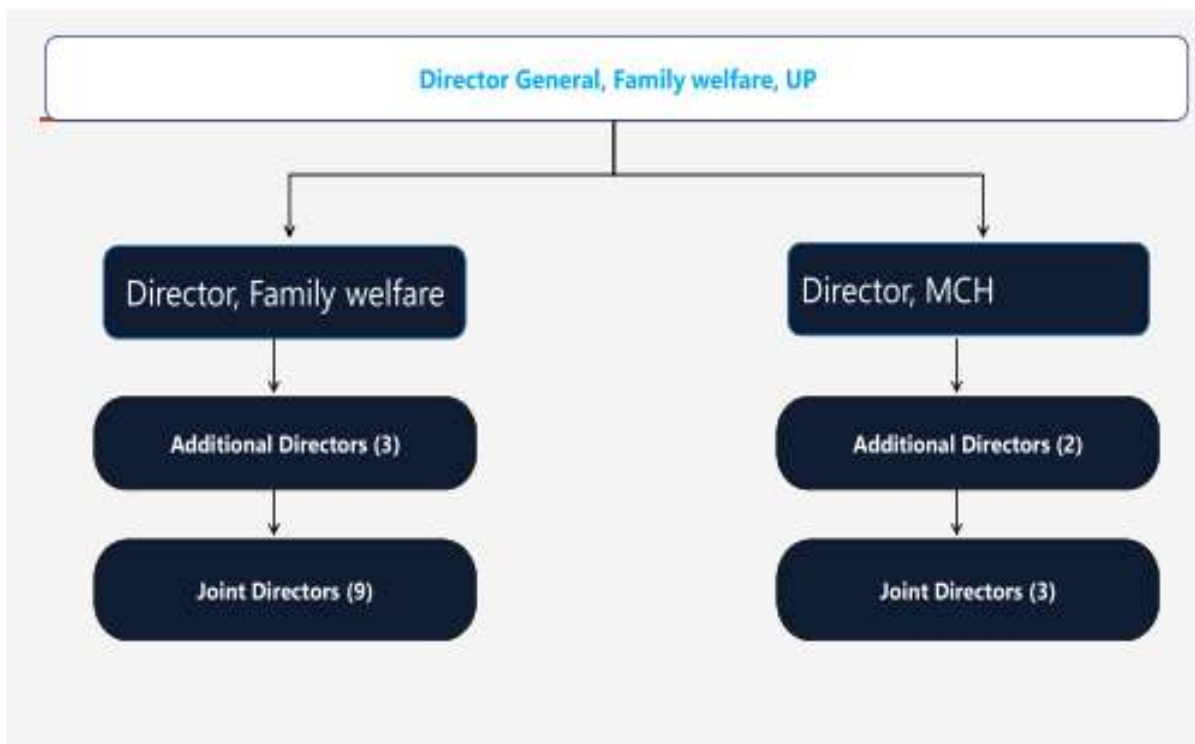 Director General, Family welfare, UP
Director, Family welfare
Director, MCH
Additional Directors (3)
Additional Directors (2)
Joint Directors (9)
Joint Directors (3)